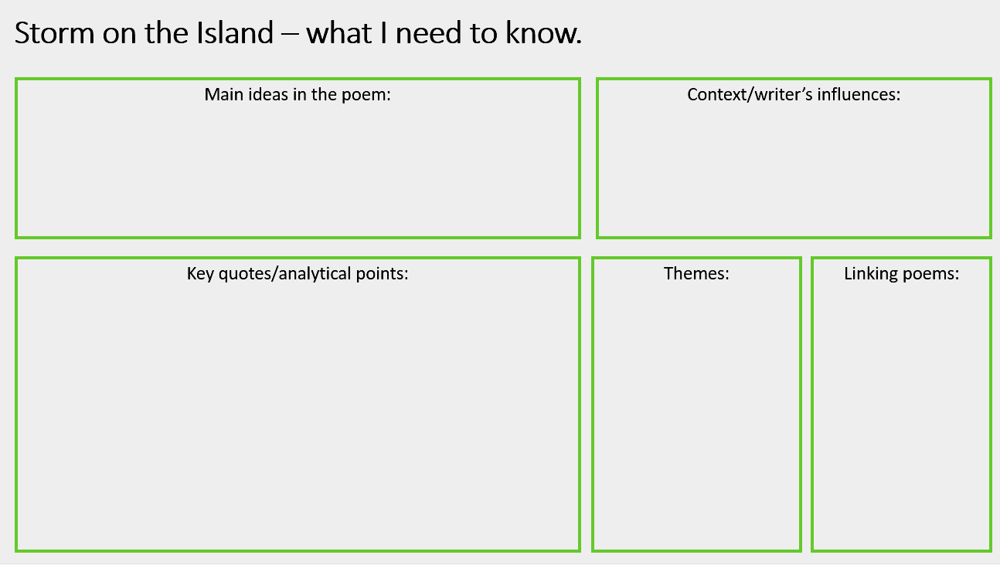 Storm on the Island – what I need to know.
Main ideas in the poem:
Context/writer’s influences:
Key quotes/analytical points:
Themes:
Linking poems: